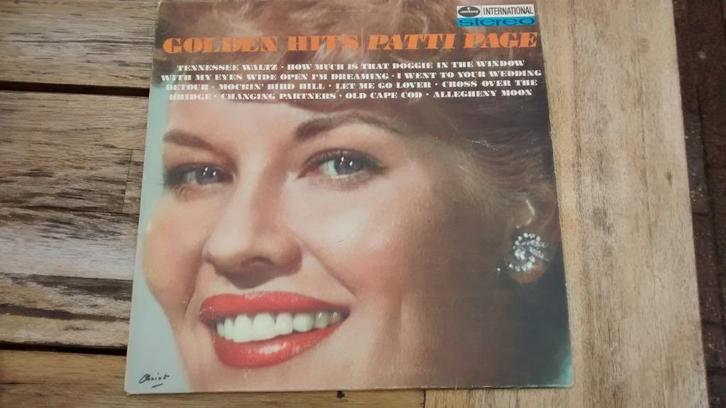 INTERNATIONAL
stereo
GOLDEN HITS PATTI PAGE
TENNESSEE WALTZ · HOW MUCH IS THAT DOGGIE IN THE WINDOW
WITH MY EYES WIDE OPEN I'M DREAMING · I WENT TO YOUR WEDDING
DETOUR · MOCKIN' BIRD HILL · LET ME GO LOVER · CROSS OVER THE
BRIDGE · CHANGING PARTNERS · OLD CAPE COD · ALLEGHENY MOON